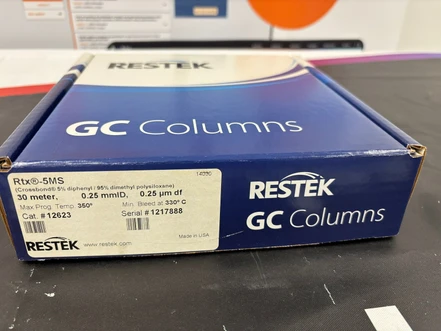 RESTEK
GC Columns
Rtx®-5MS
14030
(Crossbond® 5% diphenyl / 95% dimethyl polysiloxane)
30 meter, 0.25 mmID, 0.25 µm df
Max Prog. Temp. 350° Min. Bleed at 330° C
Cat. #12623 Serial #1217888
RESTEK www.restek.com Made in USA
RESTEK
GC Columns